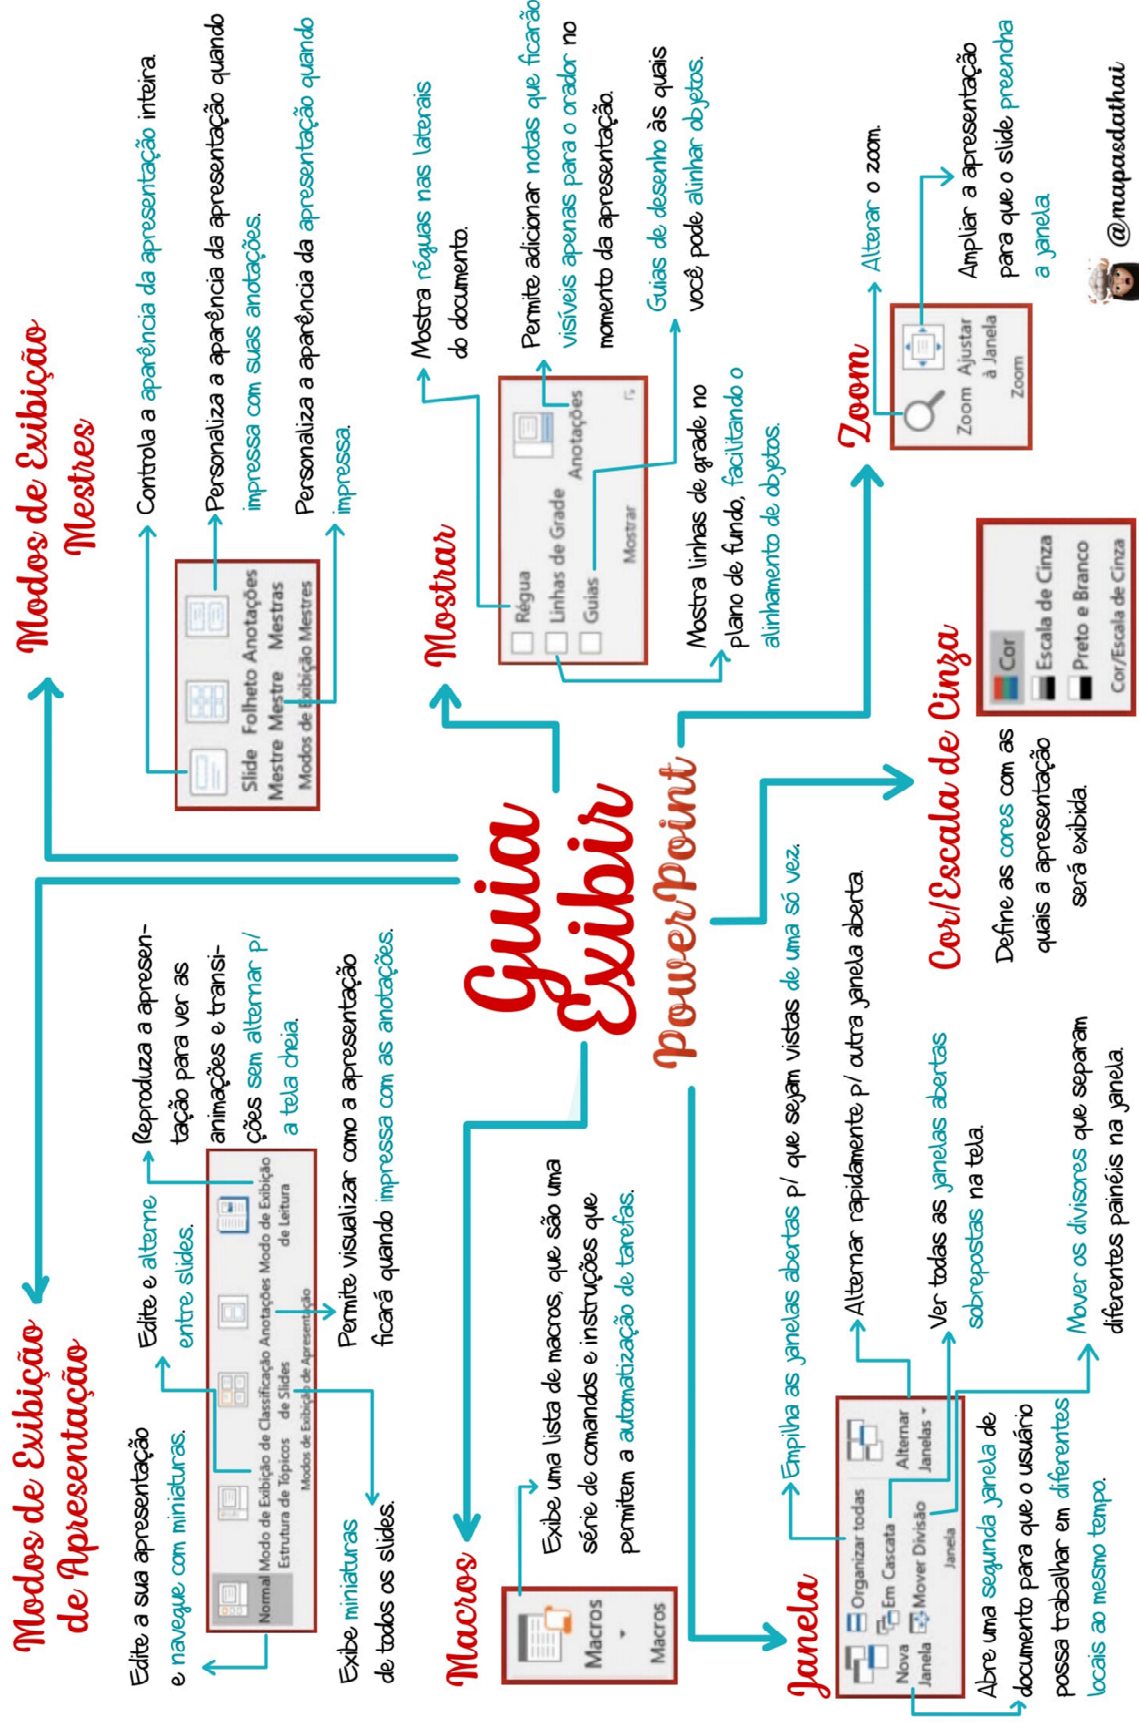 Modos de Exibição
de Apresentação
Edite a sua apresentação
e navegue com miniaturas.
Edite e alterne
entre slides.
Reproduza a apresen-
tação para ver as
animações e transi-
ções sem alternar p/
a tela cheia.
Normal
Modo de Exibição de
Estrutura de Tópicos
Classificação
de Slides
Anotações
Modo de Exibição
de Leitura
Modos de Exibição de Apresentação
Exibe miniaturas
de todos os slides.
Permite visualizar como a apresentação
ficará quando impressa com as anotações.
Modos de Exibição
Mestres
Controla a aparência da apresentação inteira.
Personaliza a aparência da apresentação quando
impressa com suas anotações.
Personaliza a aparência da apresentação quando
impressa.
Slide
Mestre
Folheto
Mestre
Anotações
Mestras
Modos de Exibição Mestres
Guia
Exibir
PowerPoint
Macros
Macros
Macros
Exibe uma lista de macros, que são uma
série de comandos e instruções que
permitem a automatização de tarefas.
Mostrar
Mostra réguas nas laterais
do documento.
Permite adicionar notas que ficarão
visíveis apenas para o orador no
momento da apresentação.
Guias de desenho às quais
você pode alinhar objetos.
Régua
Linhas de Grade
Guias
Anotações
Mostrar
Mostra linhas de grade no
plano de fundo, facilitando o
alinhamento de objetos.
Janela
Nova
Janela
Organizar todas
Em Cascata
Mover Divisão
Alternar
Janelas
Janela
Empilha as janelas abertas p/ que sejam vistas de uma só vez.
Alternar rapidamente p/ outra janela aberta.
Ver todas as janelas abertas
sobrepostas na tela.
Mover os divisores que separam
diferentes painéis na janela.
Abre uma segunda janela de
documento para que o usuário
possa trabalhar em diferentes
locais ao mesmo tempo.
Cor/Escala de Cinza
Define as cores com as
quais a apresentação
será exibida.
Cor
Escala de Cinza
Preto e Branco
Cor/Escala de Cinza
Zoom
Alterar o zoom.
Zoom
Ajustar
à Janela
Zoom
Ampliar a apresentação
para que o slide preencha
a janela
@mapasdathai